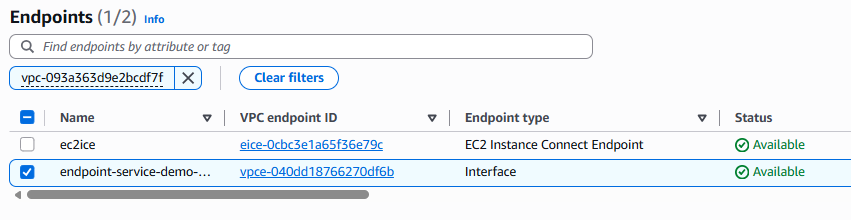 Endpoints (1/2) Info
Find endpoints by attribute or tag
vpc-093a363d9e2bcdf7f Clear filters
Name VPC endpoint ID Endpoint type Status
ec2ice eice-0cbc3e1a65f36e79c EC2 Instance Connect Endpoint Available
endpoint-service-demo-... vpce-040dd18766270df6b Interface Available